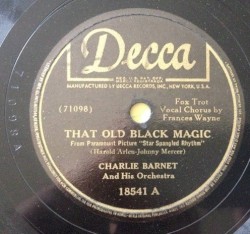 Decca
MANUFACTURED BY DECCA RECORDS, INC., NEW YORK, U.S.A.
(71098)
Fox Trot
Vocal Chorus by
Frances Wayne
THAT OLD BLACK MAGIC
From Paramount Picture "Star Spangled Rhythm"
(Harold Arlen-Johnny Mercer)
CHARLIE BARNET
And His Orchestra
18541 A